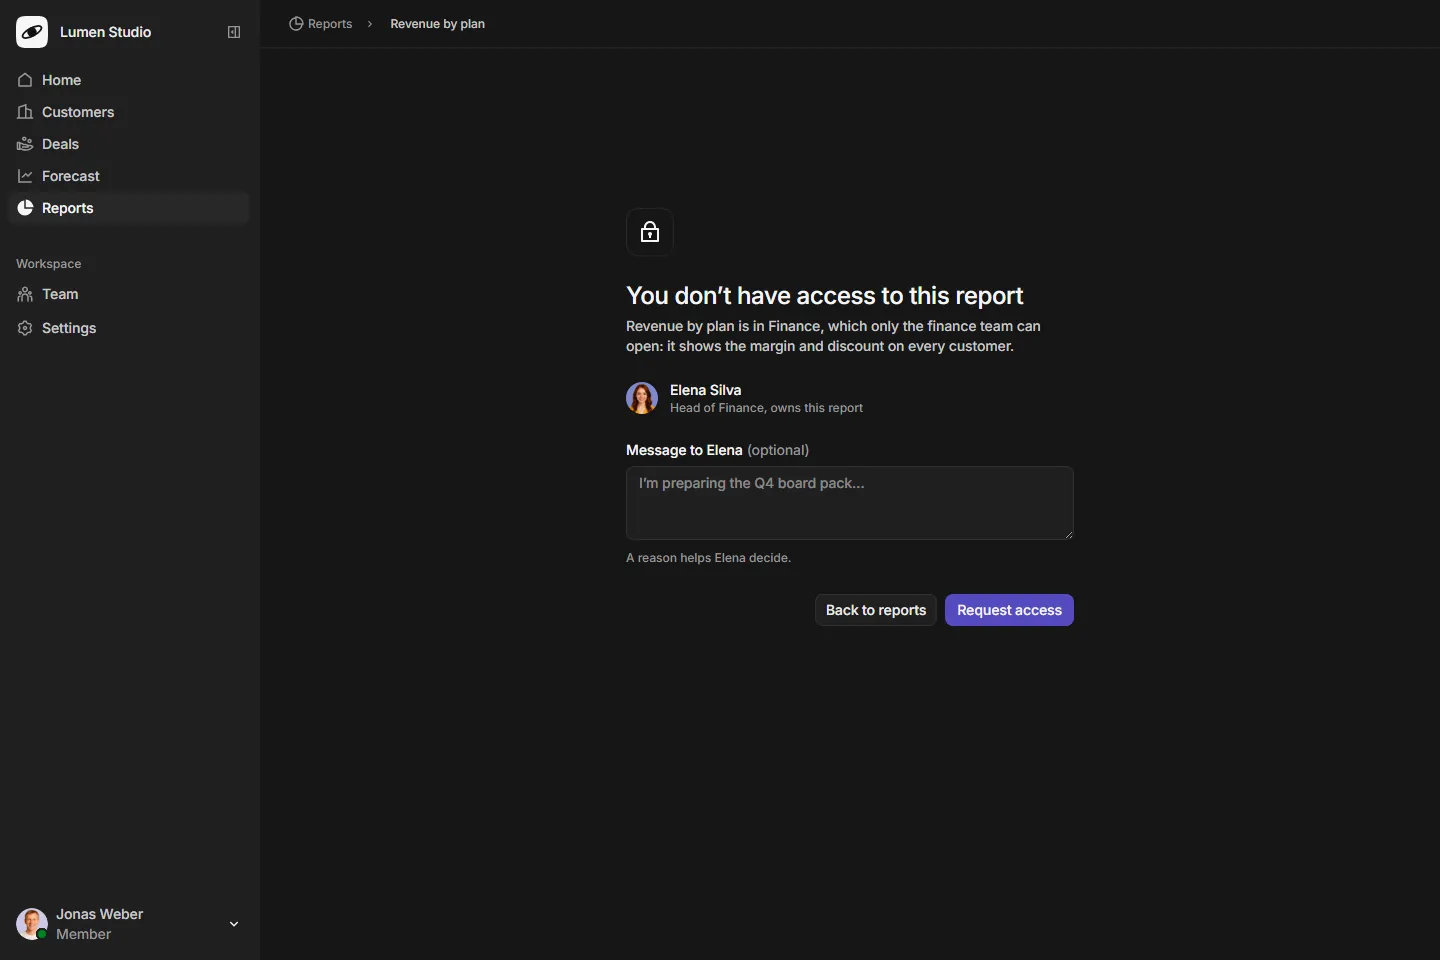 Lumen Studio
Home
Customers
Deals
Forecast
Reports
Workspace
Team
Settings
Jonas Weber
Member
Reports
Revenue by plan
You don’t have access to this report
Revenue by plan is in Finance, which only the finance team can
open: it shows the margin and discount on every customer.
Elena Silva
Head of Finance, owns this report
Message to Elena (optional)
I’m preparing the Q4 board pack...
A reason helps Elena decide.
Back to reports
Request access